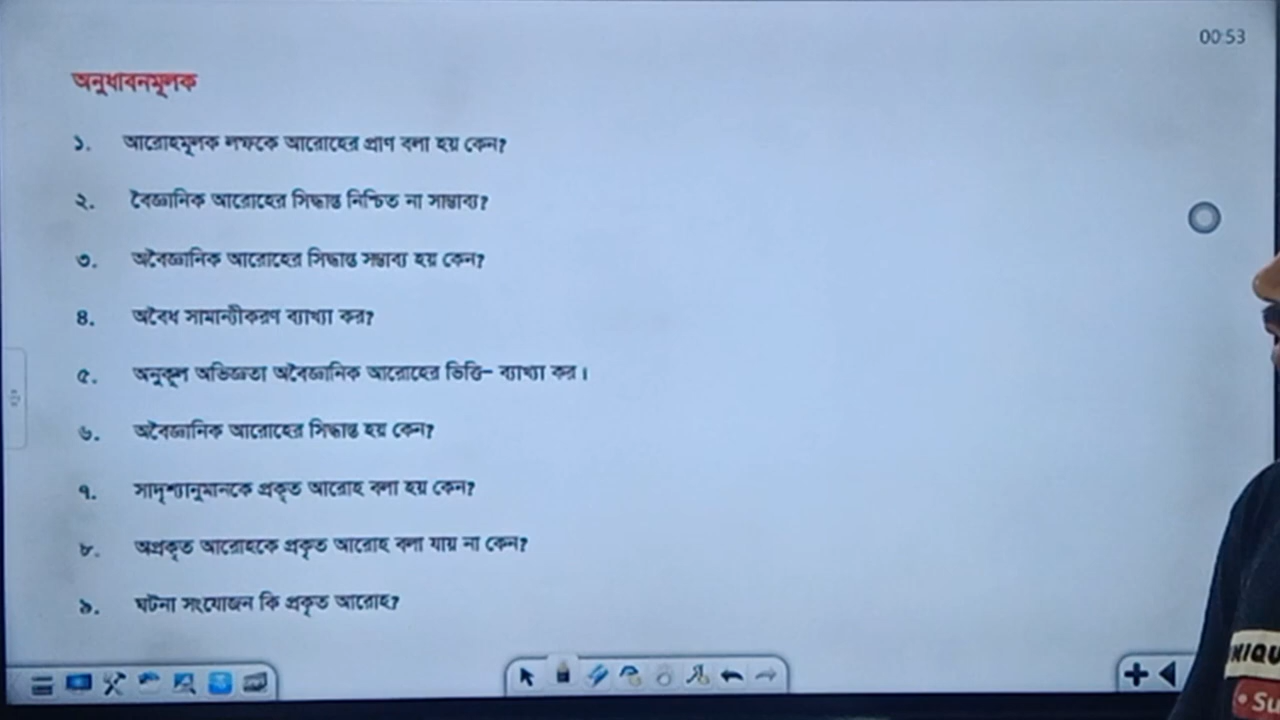 00:53
অনুধাবনমূলক
১. আরোহমূলক লম্ফকে আরোহের প্রাণ বলা হয় কেন?
২. বৈজ্ঞানিক আরোহের সিদ্ধান্ত নিশ্চিত না সাম্ভাব্য?
৩. অবৈজ্ঞানিক আরোহের সিদ্ধান্ত সম্ভাব্য হয় কেন?
৪. অবৈধ সামান্যীকরণ ব্যাখ্যা কর?
৫. অনুকূল অভিজ্ঞতা অবৈজ্ঞানিক আরোহের ভিত্তি- ব্যাখ্যা কর।
৬. অবৈজ্ঞানিক আরোহের সিদ্ধান্ত হয় কেন?
৭. সাদৃশ্যানুমানকে প্রকৃত আরোহ বলা হয় কেন?
৮. অপ্রকৃত আরোহকে প্রকৃত আরোহ বলা যায় না কেন?
৯. ঘটনা সংযোজন কি প্রকৃত আরোহ?
NIQU
Su